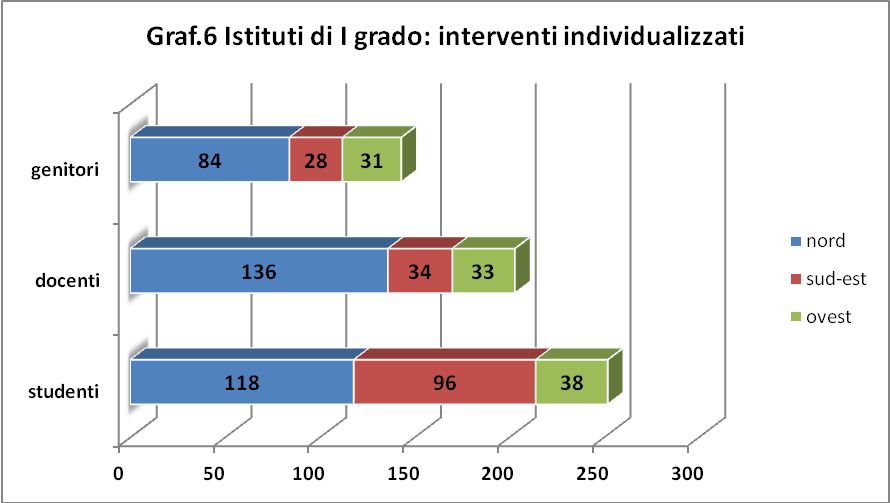 Graf.6 Istituti di I grado: interventi individualizzati
genitori
84
28
31
docenti
136
34
33
studenti
118
96
38
0
50
100
150
200
250
300
nord
sud-est
ovest